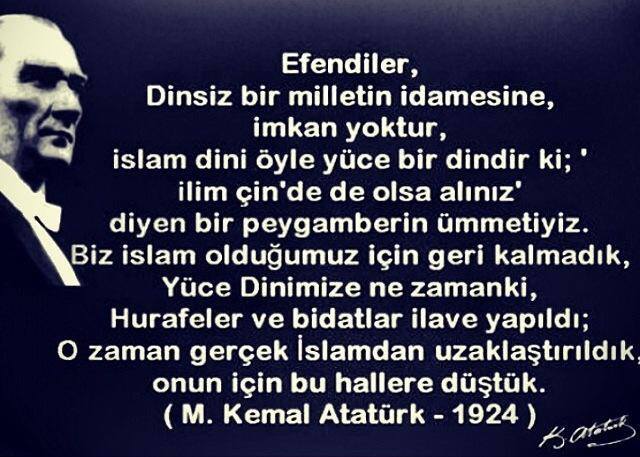 Efendiler,
Dinsiz bir milletin idamesine,
imkan yoktur,
islam dini öyle yüce bir dindir ki; '
ilim çin'de de olsa alınız'
diyen bir peygamberin ümmetiyiz.
Biz islam olduğumuz için geri kalmadık,
Yüce Dinimize ne zamanki,
Hurafeler ve bidatlar ilave yapıldı;
O zaman gerçek İslamdan uzaklaştırıldık,
onun için bu hallere düştük.
( M. Kemal Atatürk - 1924 )
K. Atatürk